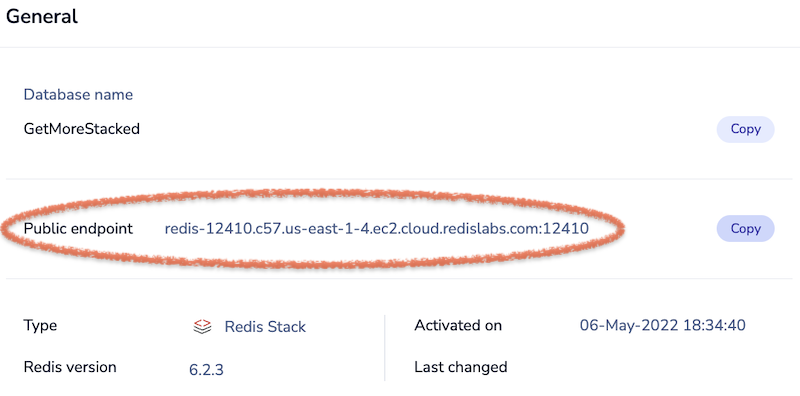 General
Database name
GetMoreStacked
Copy
Public endpoint redis-12410.c57.us-east-1-4.ec2.cloud.redislabs.com:12410 Copy
Type Redis Stack Activated on 06-May-2022 18:34:40
Redis version 6.2.3 Last changed